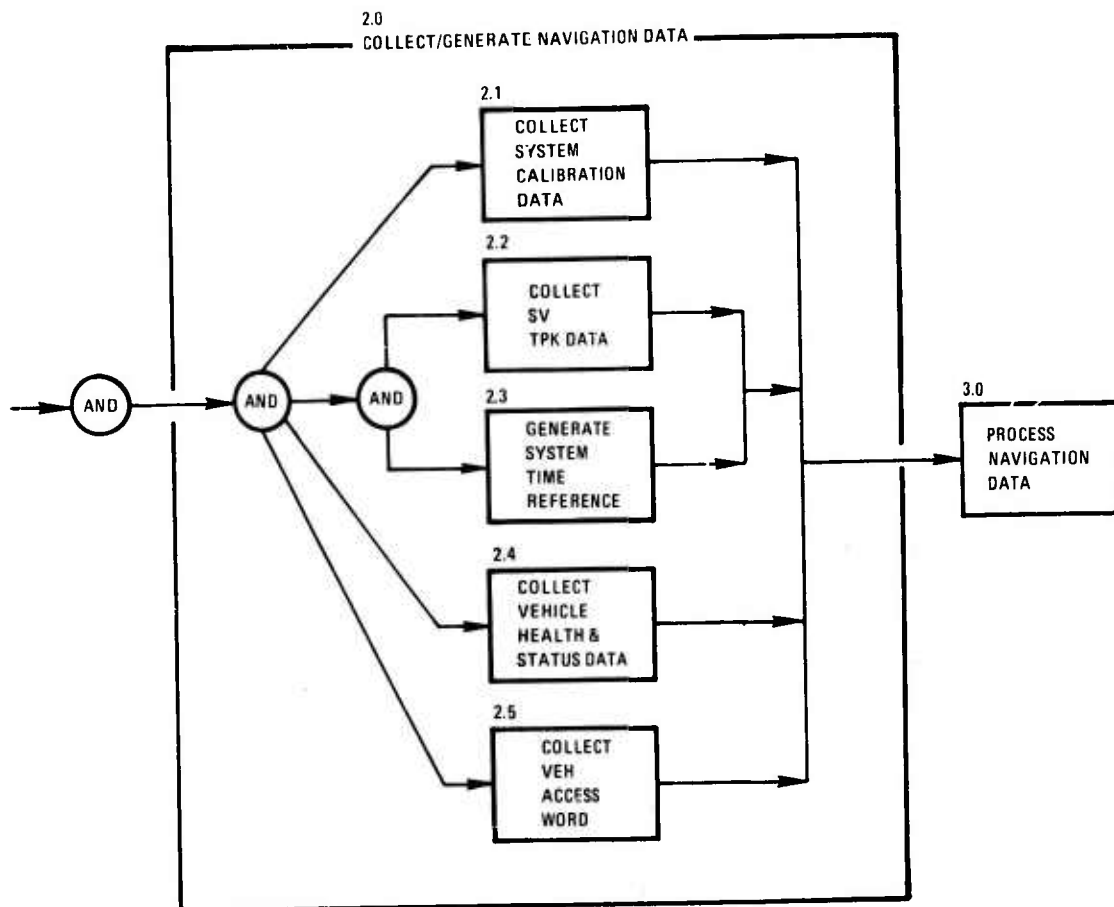 2.0
COLLECT/GENERATE NAVIGATION DATA
2.1
COLLECT
SYSTEM
CALIBRATION
DATA
2.2
COLLECT
SV
TPK DATA
AND
AND
AND
2.3
GENERATE
SYSTEM
TIME
REFERENCE
2.4
COLLECT
VEHICLE
HEALTH &
STATUS DATA
2.5
COLLECT
VEH
ACCESS
WORD
3.0
PROCESS
NAVIGATION
DATA